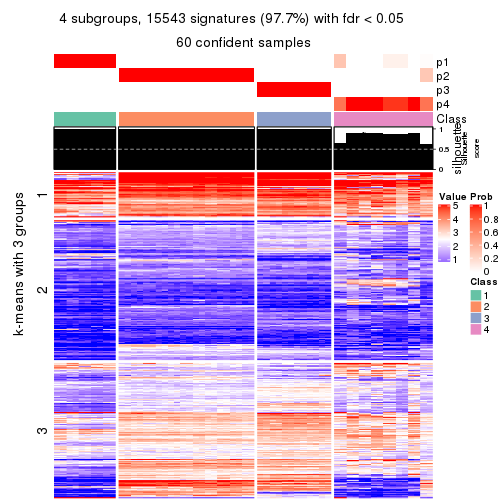 4 subgroups, 15543 signatures (97.7%) with fdr < 0.05
60 confident samples
p1
p2
p3
p4
Class
1
0.5
0
silhouette
Silhouette
score
k-means with 3 groups
1
2
3
Value
5
4
3
2
1
Prob
1
0.8
0.6
0.4
0.2
0
Class
1
2
3
4